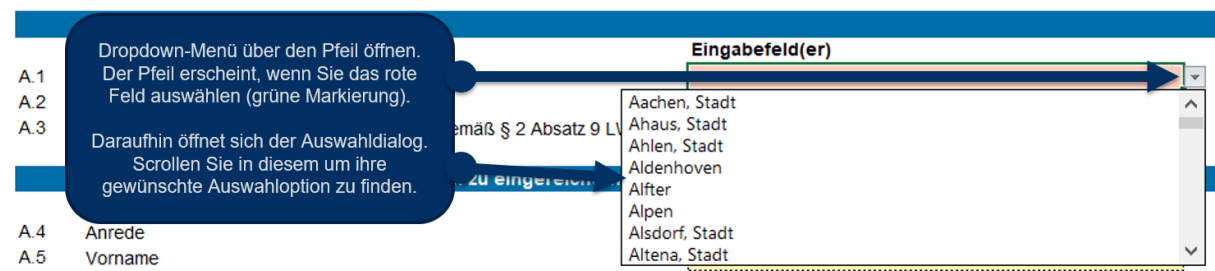 Eingabefeld(er)
Dropdown-Menü über den Pfeil öffnen.
Der Pfeil erscheint, wenn Sie das rote
Feld auswählen (grüne Markierung).
Daraufhin öffnet sich der Auswahldialog.
Scrollen Sie in diesem um ihre
gewünschte Auswahloption zu finden.
A.1
A.2
A.3
gemäß § 2 Absatz 9
zu
Aachen, Stadt
Ahaus, Stadt
Ahlen, Stadt
Aldenhoven
Alfter
Alpen
Alsdorf, Stadt
Altena, Stadt
A.4 Anrede
A.5 Vorname